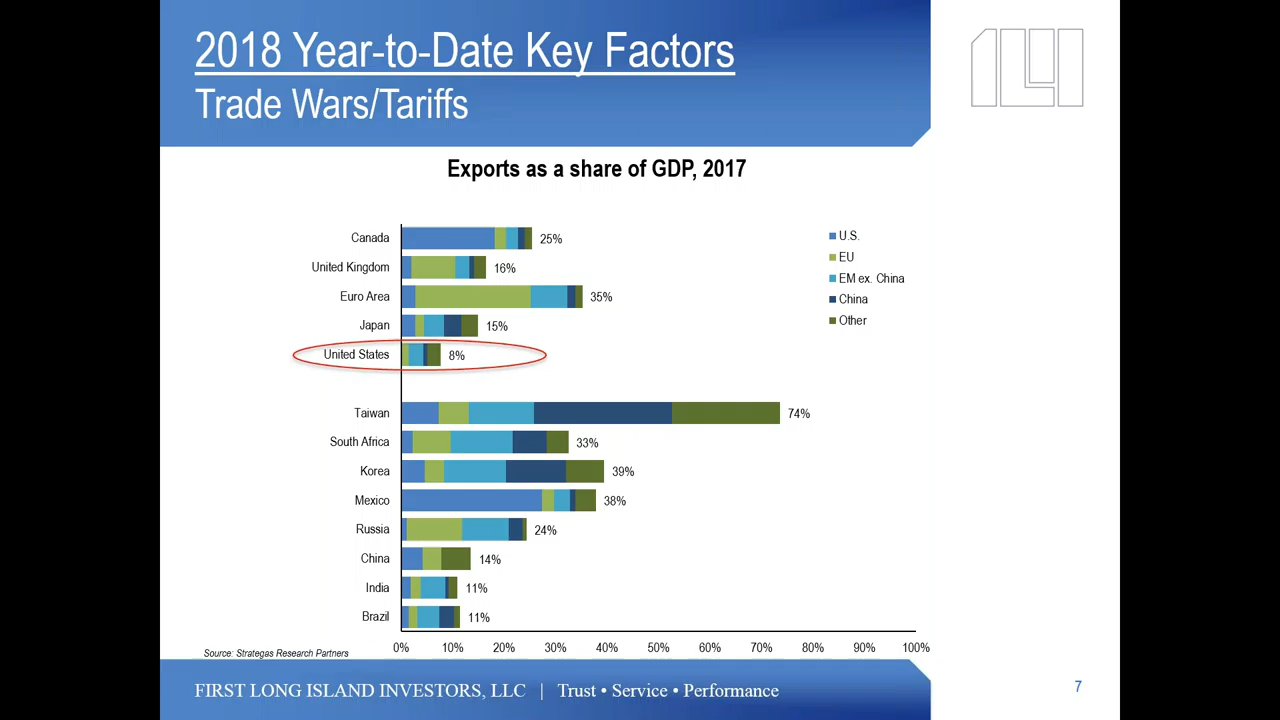 2018 Year-to-Date Key Factors
Trade Wars/Tariffs
Exports as a share of GDP, 2017
Canada 25%
United Kingdom 16%
Euro Area 35%
Japan 15%
United States 8%
Taiwan 74%
South Africa 33%
Korea 39%
Mexico 38%
Russia 24%
China 14%
India 11%
Brazil 11%
U.S.
EU
EM ex. China
China
Other
0% 10% 20% 30% 40% 50% 60% 70% 80% 90% 100%
Source: Strategas Research Partners
FIRST LONG ISLAND INVESTORS, LLC | Trust • Service • Performance
7